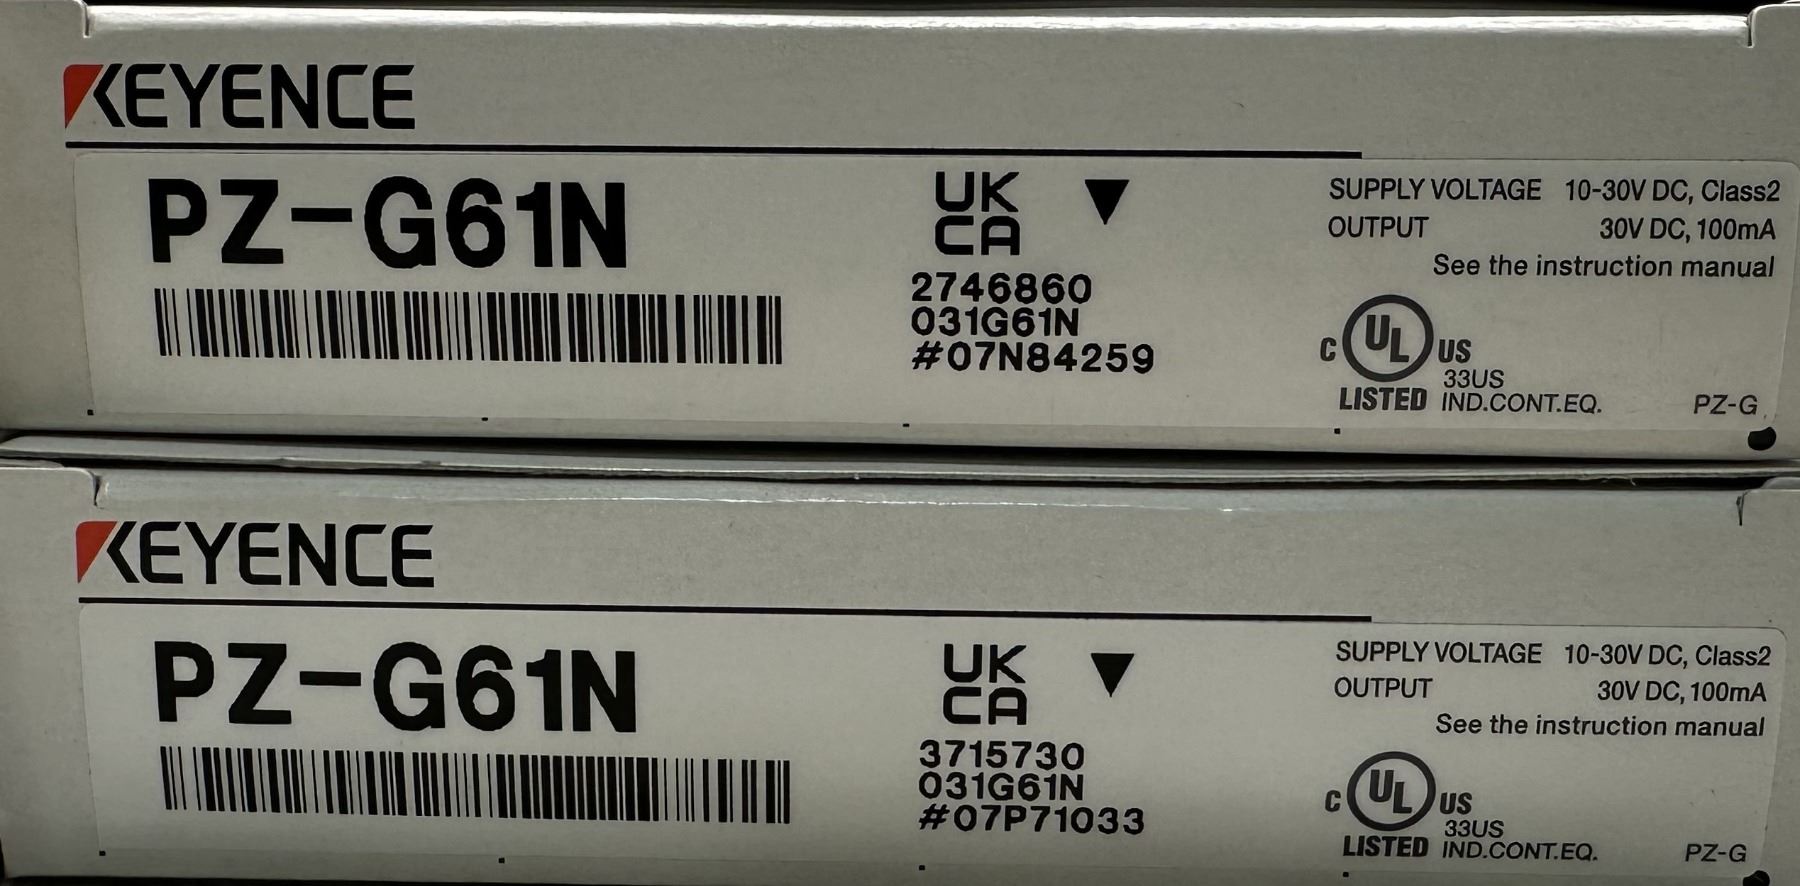 KEYENCE
PZ-G61N
UK
CA
2746860
031G61N
#07N84259
SUPPLY VOLTAGE 10-30V DC, Class2
OUTPUT 30V DC, 100mA
See the instruction manual
C UL US
33US
LISTED IND.CONT.EQ. PZ-G
KEYENCE
PZ-G61N
UK
CA
3715730
031G61N
#07P71033
SUPPLY VOLTAGE 10-30V DC, Class2
OUTPUT 30V DC, 100mA
See the instruction manual
C UL US
33US
LISTED IND.CONT.EQ. PZ-G